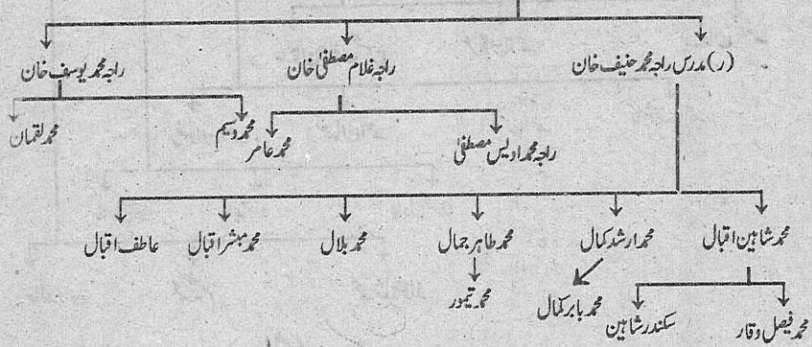 (ر) مدرس راجہ محمد حنیف خان راجہ غلام مصطفیٰ خان راجہ محمد یوسف خان
راجہ محمد اویس مصطفیٰ محمد عامر محمد وسیم محمد لقمان
محمد شاہین اقبال محمد ارشد کمال محمد طاہر جمال محمد بلال محمد مبشر اقبال عاطف اقبال
محمد فیصل وقار سکندر شاہین محمد بابر کمال محمد تیمور